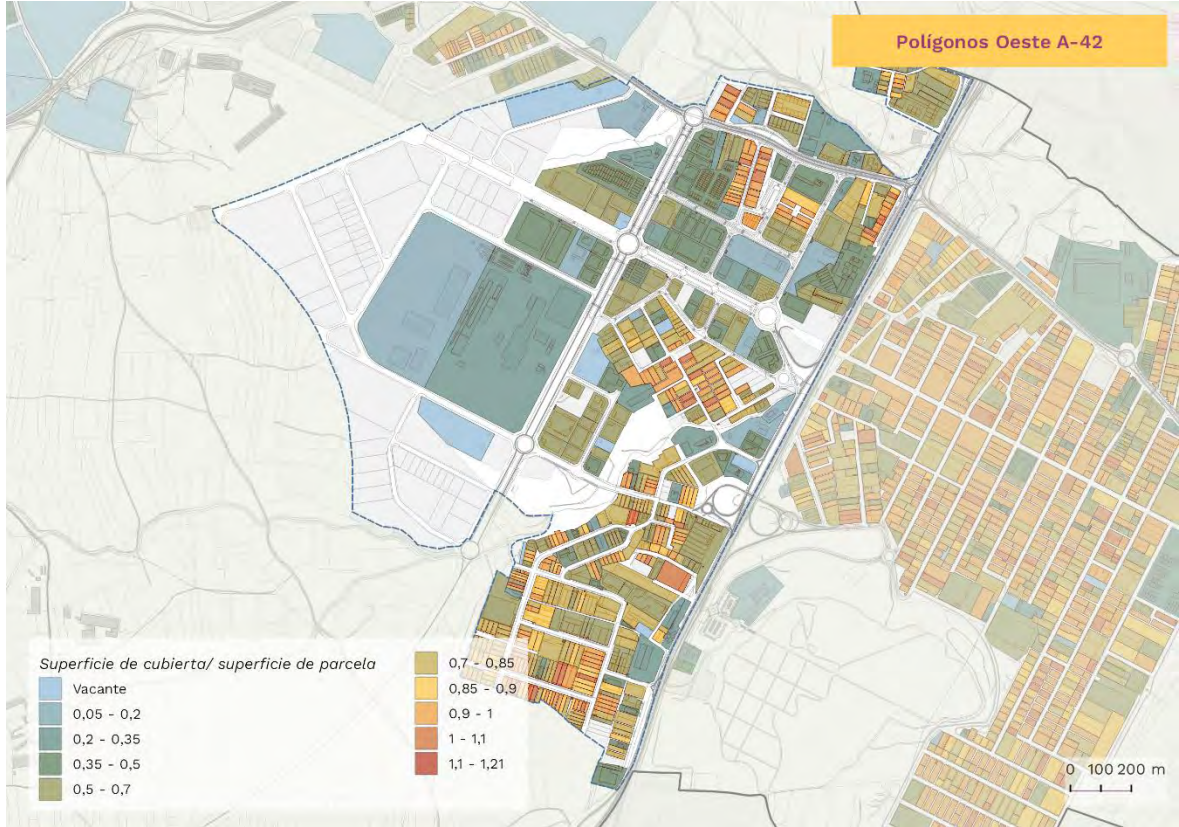 Polígonos Oeste A-42
Superficie de cubierta/ superficie de parcela
Vacante
0,05 - 0,2
0,2 - 0,35
0,35 - 0,5
0,5 - 0,7
0,7 - 0,85
0,85 - 0,9
0,9 - 1
1 - 1,1
1,1 - 1,21
0 100 200 m